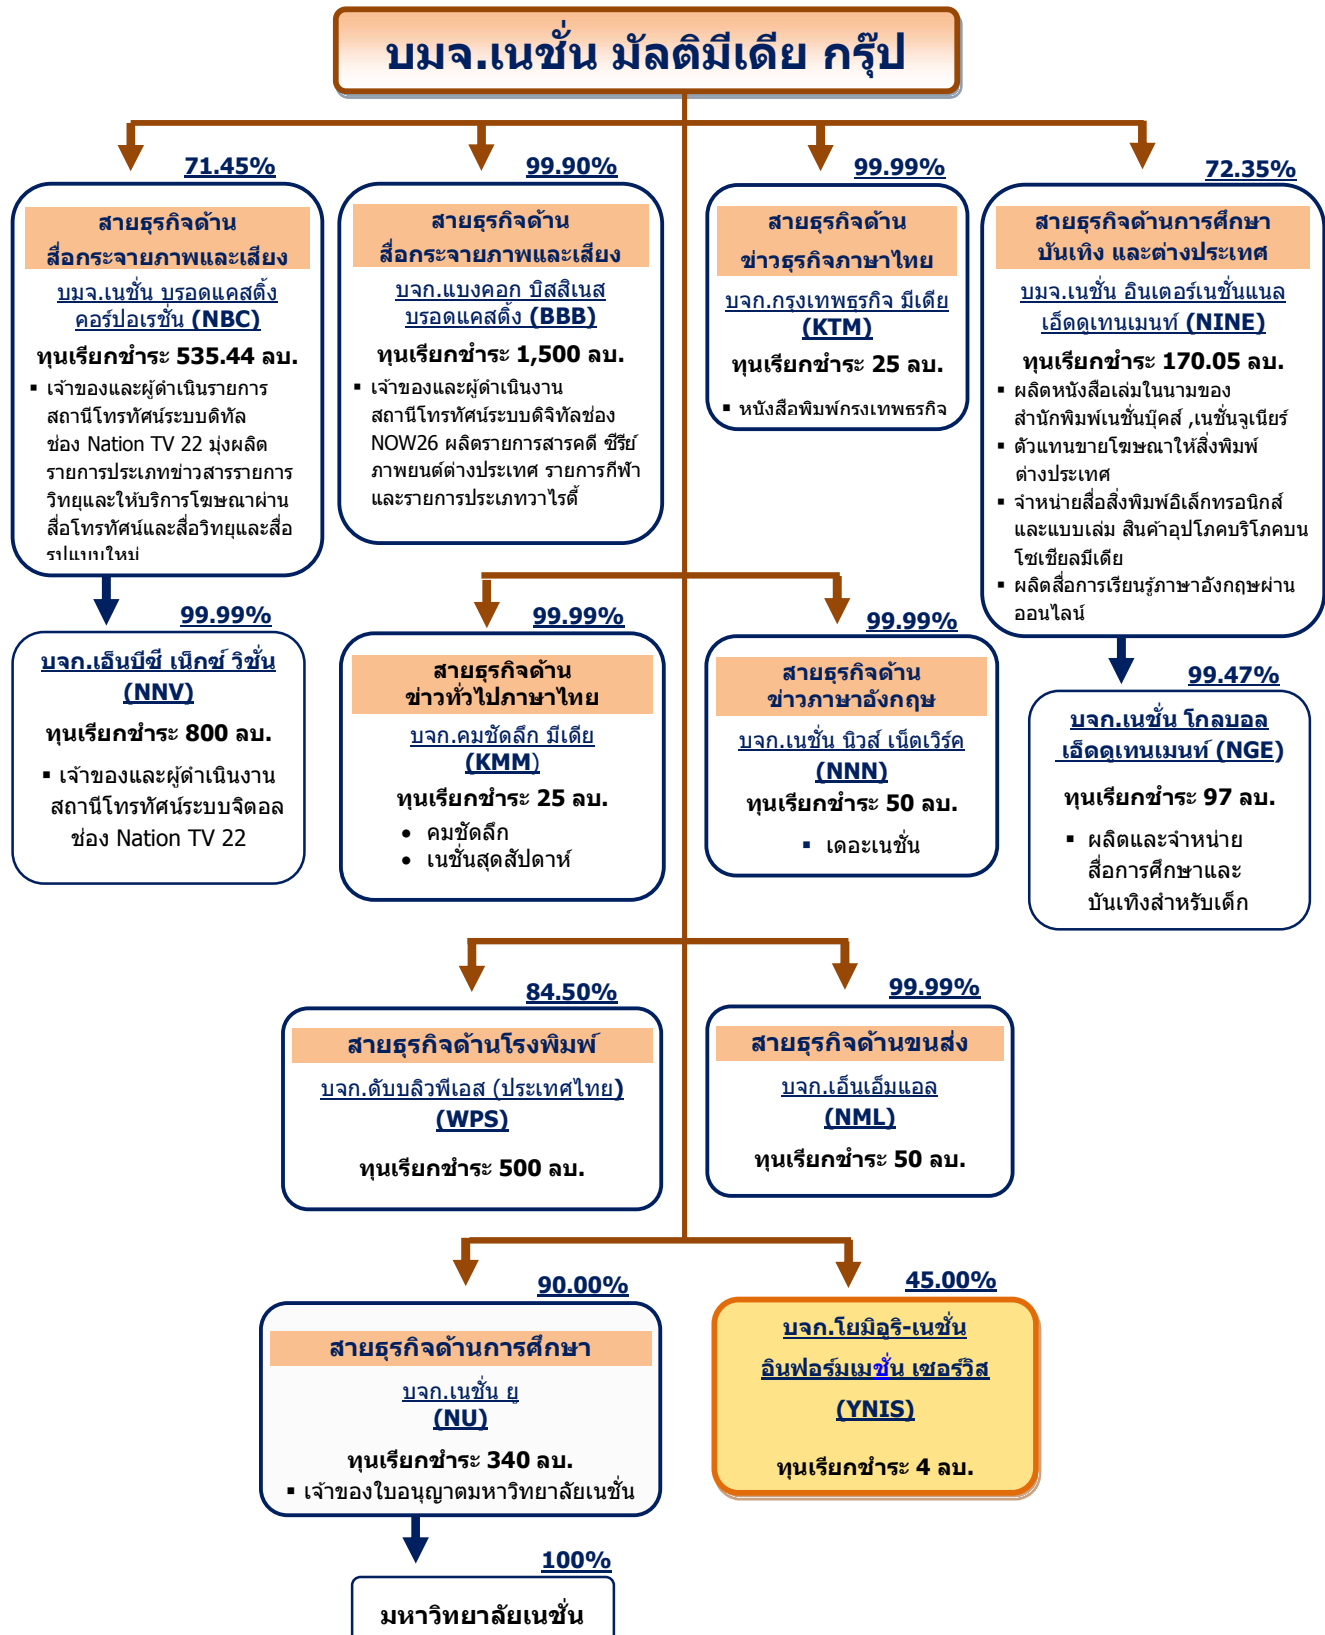 บมจ.เนชั่น มัลติมีเดีย กรุ๊ป
71.45%
สายธุรกิจด้าน
สื่อกระจายภาพและเสียง
บมจ.เนชั่น บรอดแคสติ้ง
คอร์ปอเรชั่น (NBC)
ทุนเรียกชำระ 535.44 ลบ.
▪ เจ้าของและผู้ดำเนินรายการ
สถานีโทรทัศน์ระบบดิทัล
ช่อง Nation TV 22 มุ่งผลิต
รายการประเภทข่าวสารรายการ
วิทยุและให้บริการโฆษณาผ่าน
สื่อโทรทัศน์และสื่อวิทยุและสื่อ
รูปแบบใหม่
99.90%
สายธุรกิจด้าน
สื่อกระจายภาพและเสียง
บจก.แบงคอก บิสสิเนส
บรอดแคสติ้ง (BBB)
ทุนเรียกชำระ 1,500 ลบ.
▪ เจ้าของและผู้ดำเนินงาน
สถานีโทรทัศน์ระบบดิจิทัลช่อง
NOW26 ผลิตรายการสารคดี ซีรีย์
ภาพยนต์ต่างประเทศ รายการกีฬา
และรายการประเภทวาไรตี้
99.99%
สายธุรกิจด้าน
ข่าวธุรกิจภาษาไทย
บจก.กรุงเทพธุรกิจ มีเดีย
(KTM)
ทุนเรียกชำระ 25 ลบ.
▪ หนังสือพิมพ์กรุงเทพธุรกิจ
72.35%
สายธุรกิจด้านการศึกษา
บันเทิง และต่างประเทศ
บมจ.เนชั่น อินเตอร์เนชั่นแนล
เอ็ดดูเทนเมนท์ (NINE)
ทุนเรียกชำระ 170.05 ลบ.
▪ ผลิตหนังสือเล่มในนามของ
สำนักพิมพ์เนชั่นบุ๊คส์ ,เนชั่นจูเนียร์
▪ ตัวแทนขายโฆษณาให้สิ่งพิมพ์
ต่างประเทศ
▪ จำหน่ายสื่อสิ่งพิมพ์อิเล็กทรอนิกส์
และแบบเล่ม สินค้าอุปโภคบริโภคบน
โซเชียลมีเดีย
▪ ผลิตสื่อการเรียนรู้ภาษาอังกฤษผ่าน
ออนไลน์
99.99%
บจก.เอ็นบีซี เน็กซ์ วิชั่น
(NNV)
ทุนเรียกชำระ 800 ลบ.
▪ เจ้าของและผู้ดำเนินงาน
สถานีโทรทัศน์ระบบจิตอล
ช่อง Nation TV 22
99.99%
สายธุรกิจด้าน
ข่าวทั่วไปภาษาไทย
บจก.คมชัดลึก มีเดีย
(KMM)
ทุนเรียกชำระ 25 ลบ.
• คมชัดลึก
• เนชั่นสุดสัปดาห์
99.99%
สายธุรกิจด้าน
ข่าวภาษาอังกฤษ
บจก.เนชั่น นิวส์ เน็ตเวิร์ค
(NNN)
ทุนเรียกชำระ 50 ลบ.
▪ เดอะเนชั่น
99.47%
บจก.เนชั่น โกลบอล
เอ็ดดูเทนเมนท์ (NGE)
ทุนเรียกชำระ 97 ลบ.
▪ ผลิตและจำหน่าย
สื่อการศึกษาและ
บันเทิงสำหรับเด็ก
84.50%
สายธุรกิจด้านโรงพิมพ์
บจก.ดับบลิวพีเอส (ประเทศไทย)
(WPS)
ทุนเรียกชำระ 500 ลบ.
99.99%
สายธุรกิจด้านขนส่ง
บจก.เอ็นเอ็มแอล
(NML)
ทุนเรียกชำระ 50 ลบ.
90.00%
สายธุรกิจด้านการศึกษา
บจก.เนชั่น ยู
(NU)
ทุนเรียกชำระ 340 ลบ.
▪ เจ้าของใบอนุญาตมหาวิทยาลัยเนชั่น
45.00%
บจก.โยมิอูริ-เนชั่น
อินฟอร์มเมชั่น เซอร์วิส
(YNIS)
ทุนเรียกชำระ 4 ลบ.
100%
มหาวิทยาลัยเนชั่น